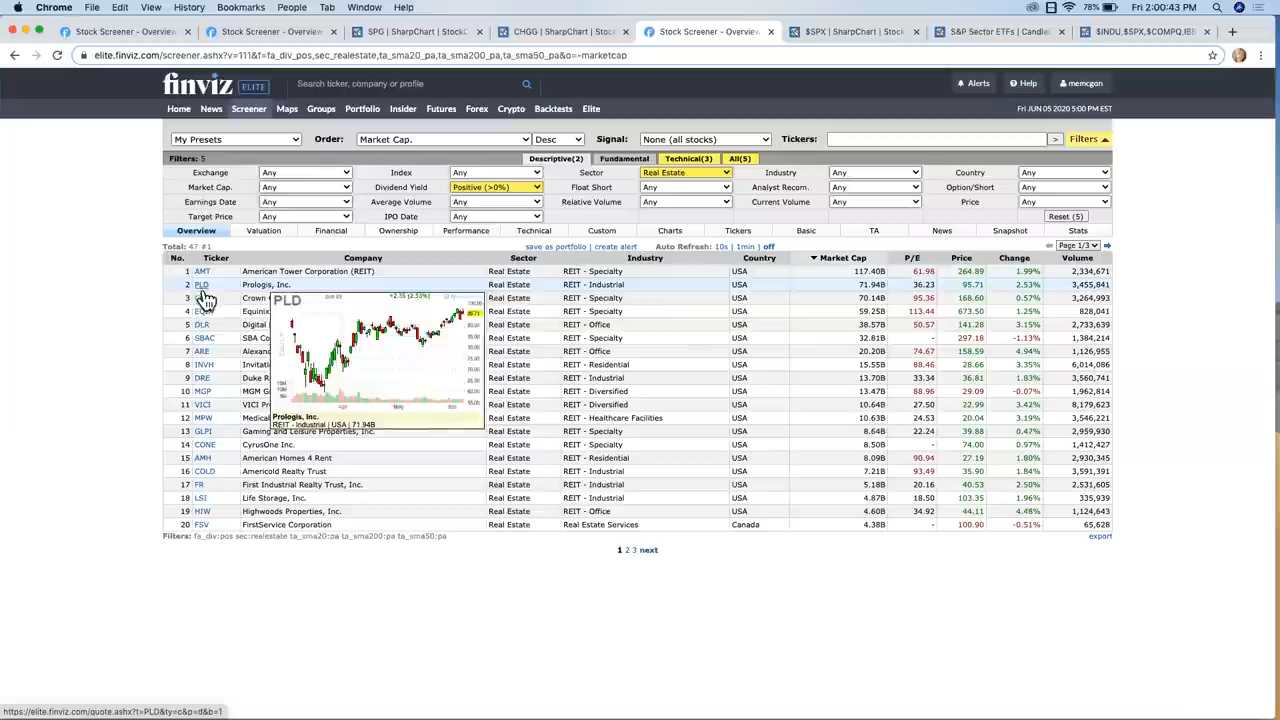 Chrome File Edit View History Bookmarks People Tab Window Help 78% Fri 2:00:43 PM
Stock Screener - Overview Stock Screener - Overview SPG | SharpChart | StockC CHGG | SharpChart | Stock Stock Screener - Overview $SPX | SharpChart | Stock S&P Sector ETFs | Candle $INDU,$SPX,$COMPQ,IBB
elite.finviz.com/screener.ashx?v=111&f=fa_div_pos,sec_realestate,ta_sma20_pa,ta_sma200_pa,ta_sma50_pa&o=-marketcap
finviz ELITE Search ticker, company or profile Alerts Help memcgon
Home News Screener Maps Groups Portfolio Insider Futures Forex Crypto Backtests Elite Fri JUN 05 2020 5:00 PM EST
My Presets Order: Market Cap. Desc Signal: None (all stocks) Tickers: > Filters
Filters: 5 Descriptive(2) Fundamental Technical(3) All(5)
Exchange Any Index Any Sector Real Estate Industry Any Country Any
Market Cap. Any Dividend Yield Positive (>0%) Float Short Any Analyst Recom. Any Option/Short Any
Earnings Date Any Average Volume Any Relative Volume Any Current Volume Any Price Any
Target Price Any IPO Date Any Reset (5)
Overview Valuation Financial Ownership Performance Technical Custom Charts Tickers Basic TA News Snapshot Stats
Total: 47 #1 save as portfolio | create alert Auto Refresh: 10s | 1min | off Page 1/3
No. Ticker Company Sector Industry Country Market Cap P/E Price Change Volume
1 AMT American Tower Corporation (REIT) Real Estate REIT - Specialty USA 117.40B 61.98 264.89 1.99% 2,334,671
2 PLD Prologis, Inc. Real Estate REIT - Industrial USA 71.94B 36.23 95.71 2.53% 3,455,841
3 Crown Real Estate REIT - Specialty USA 70.14B 95.36 168.60 0.57% 3,264,993
4 Equinix Real Estate REIT - Specialty USA 59.25B 113.44 673.50 1.25% 828,041
5 DLR Digital Real Estate REIT - Office USA 38.57B 50.57 141.28 3.15% 2,733,639
6 SBAC SBA Co Real Estate REIT - Specialty USA 32.81B - 297.18 -1.13% 1,384,214
7 ARE Alexan Real Estate REIT - Office USA 20.20B 74.67 158.59 4.94% 1,126,955
8 INVH Invitati Real Estate REIT - Residential USA 15.55B 88.46 28.66 3.35% 6,014,086
9 DRE Duke R Real Estate REIT - Industrial USA 13.70B 33.34 36.81 1.83% 3,560,741
10 MGP MGM G Real Estate REIT - Diversified USA 13.47B 88.96 29.09 -0.07% 1,962,814
11 VICI VICI Pr Real Estate REIT - Diversified USA 10.64B 27.50 22.99 3.42% 8,179,623
12 MPW Medical Real Estate REIT - Healthcare Facilities USA 10.63B 24.53 20.04 3.39% 3,546,221
13 GLPI Gaming and Leisure Properties, Inc. Real Estate REIT - Diversified USA 8.64B 22.24 39.88 0.47% 2,959,930
14 CONE CyrusOne Inc. Real Estate REIT - Office USA 8.50B - 74.00 0.97% 1,412,427
15 AMH American Homes 4 Rent Real Estate REIT - Residential USA 8.09B 90.94 27.19 1.80% 2,930,345
16 COLD Americold Realty Trust Real Estate REIT - Industrial USA 7.21B 93.49 35.90 1.84% 3,591,391
17 FR First Industrial Realty Trust, Inc. Real Estate REIT - Industrial USA 5.18B 20.16 40.53 2.50% 2,531,605
18 LSI Life Storage, Inc. Real Estate REIT - Industrial USA 4.87B 18.50 103.35 1.96% 335,939
19 HIW Highwoods Properties, Inc. Real Estate REIT - Office USA 4.60B 34.92 44.11 4.48% 1,124,643
20 FSV FirstService Corporation Real Estate Real Estate Services Canada 4.38B - 100.90 -0.51% 65,628
PLD
Prologis, Inc.
REIT - Industrial | USA | 71.94B
Filters: fa_div:pos sec:realestate ta_sma20:pa ta_sma200:pa ta_sma50:pa export
1 2 3 next
https://elite.finviz.com/quote.ashx?t=PLD&ty=c&p=d&b=1